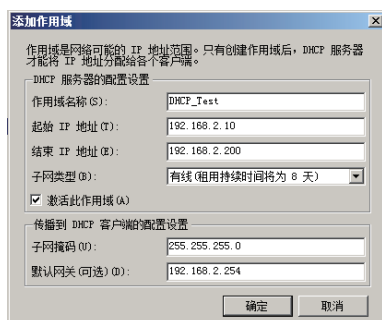 添加作用域
作用域是网络可能的 IP 地址范围。只有创建作用域后，DHCP 服务器
才能将 IP 地址分配给各个客户端。
DHCP 服务器的配置设置
作用域名称(S): DHCP_Test
起始 IP 地址(T): 192.168.2.10
结束 IP 地址(E): 192.168.2.200
子网类型(B): 有线(租用持续时间将为 8 天)
激活此作用域(A)
传播到 DHCP 客户端的配置设置
子网掩码(U): 255.255.255.0
默认网关(可选)(D): 192.168.2.254
确定 取消